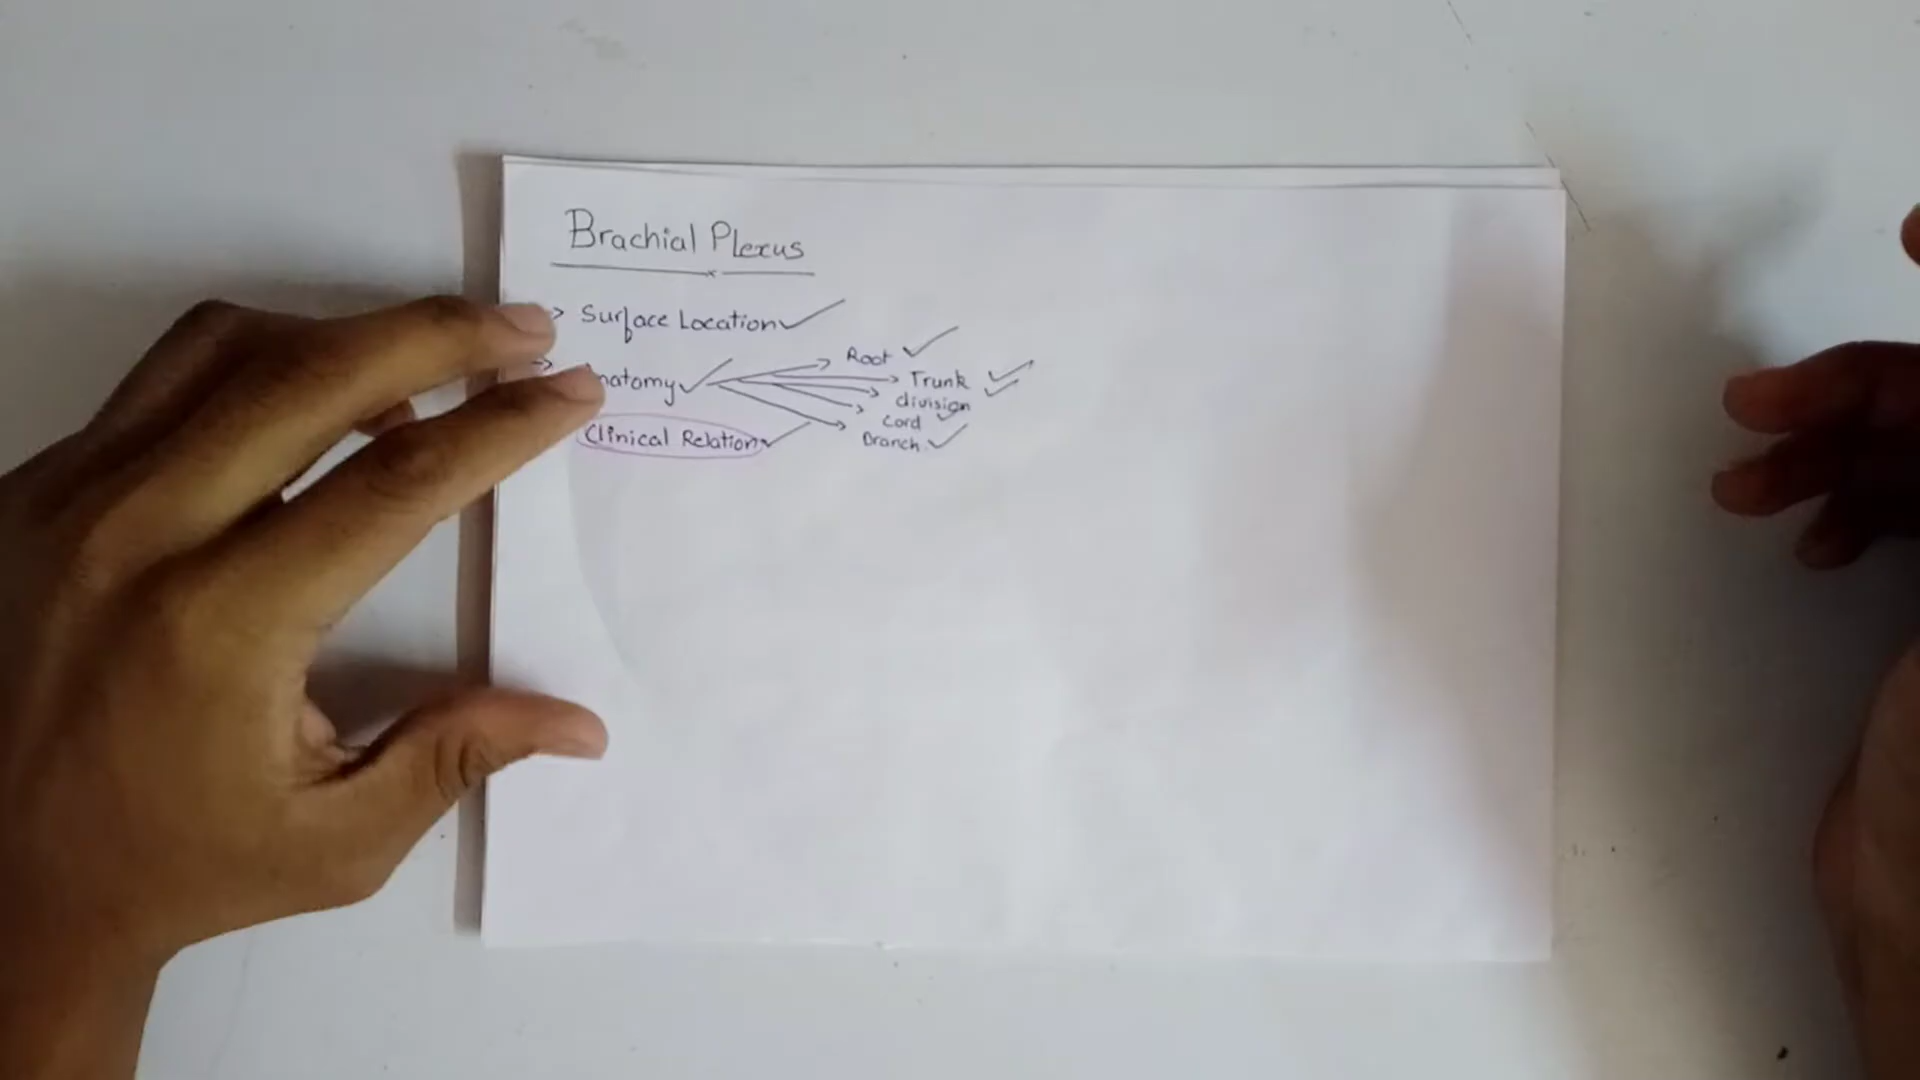 Brachial Plexus
Surface Location
natomy
Root
Trunk
division
Cord
Branch
Clinical Relation